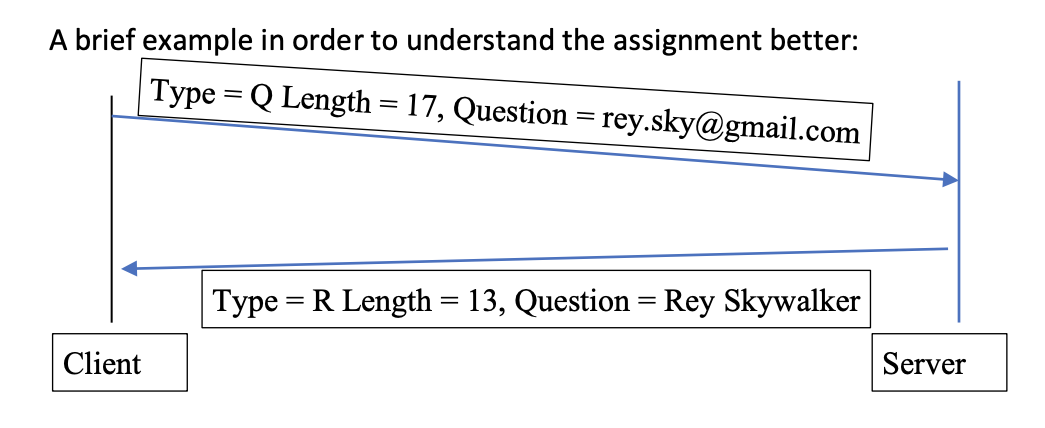 A brief example in order to understand the assignment better:
Type = Q Length = 17, Question = rey.sky@gmail.com
Type = R Length = 13, Question = Rey Skywalker
Client
Server